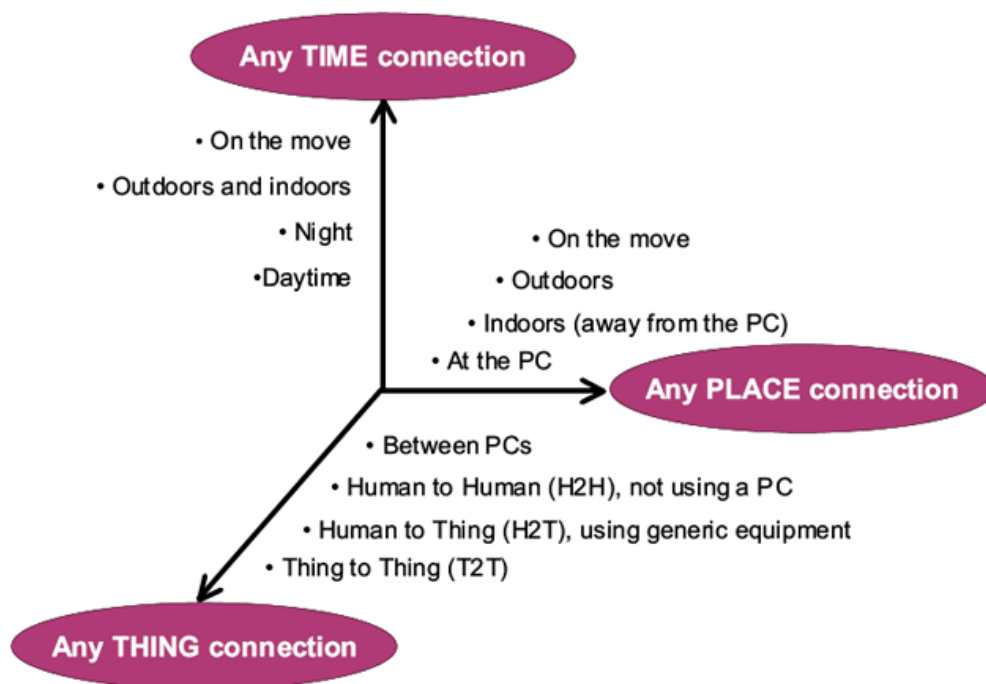 Any TIME connection
• On the move
• Outdoors and indoors
• Night
•Daytime
• On the move
• Outdoors
• Indoors (away from the PC)
• At the PC
Any PLACE connection
• Between PCs
• Human to Human (H2H), not using a PC
• Human to Thing (H2T), using generic equipment
• Thing to Thing (T2T)
Any THING connection